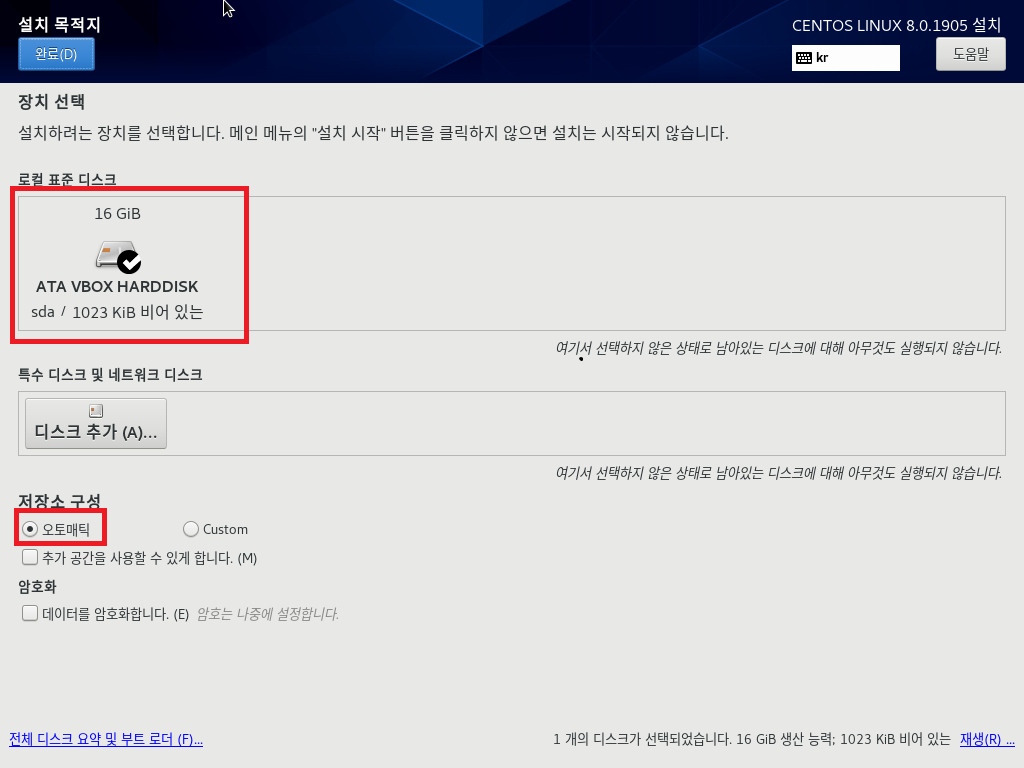 설치 목적지
CENTOS LINUX 8.0.1905 설치
완료(D)
kr
도움말
장치 선택
설치하려는 장치를 선택합니다. 메인 메뉴의 "설치 시작" 버튼을 클릭하지 않으면 설치는 시작되지 않습니다.
로컬 표준 디스크
16 GiB
ATA VBOX HARDDISK
sda / 1023 KiB 비어 있는
여기서 선택하지 않은 상태로 남아있는 디스크에 대해 아무것도 실행되지 않습니다.
특수 디스크 및 네트워크 디스크
디스크 추가 (A)...
여기서 선택하지 않은 상태로 남아있는 디스크에 대해 아무것도 실행되지 않습니다.
저장소 구성
오토매틱 Custom
추가 공간을 사용할 수 있게 합니다. (M)
암호화
데이터를 암호화합니다. (E) 암호는 나중에 설정합니다.
전체 디스크 요약 및 부트 로더 (F)... 1 개의 디스크가 선택되었습니다. 16 GiB 생산 능력; 1023 KiB 비어 있는 재생(R) ...